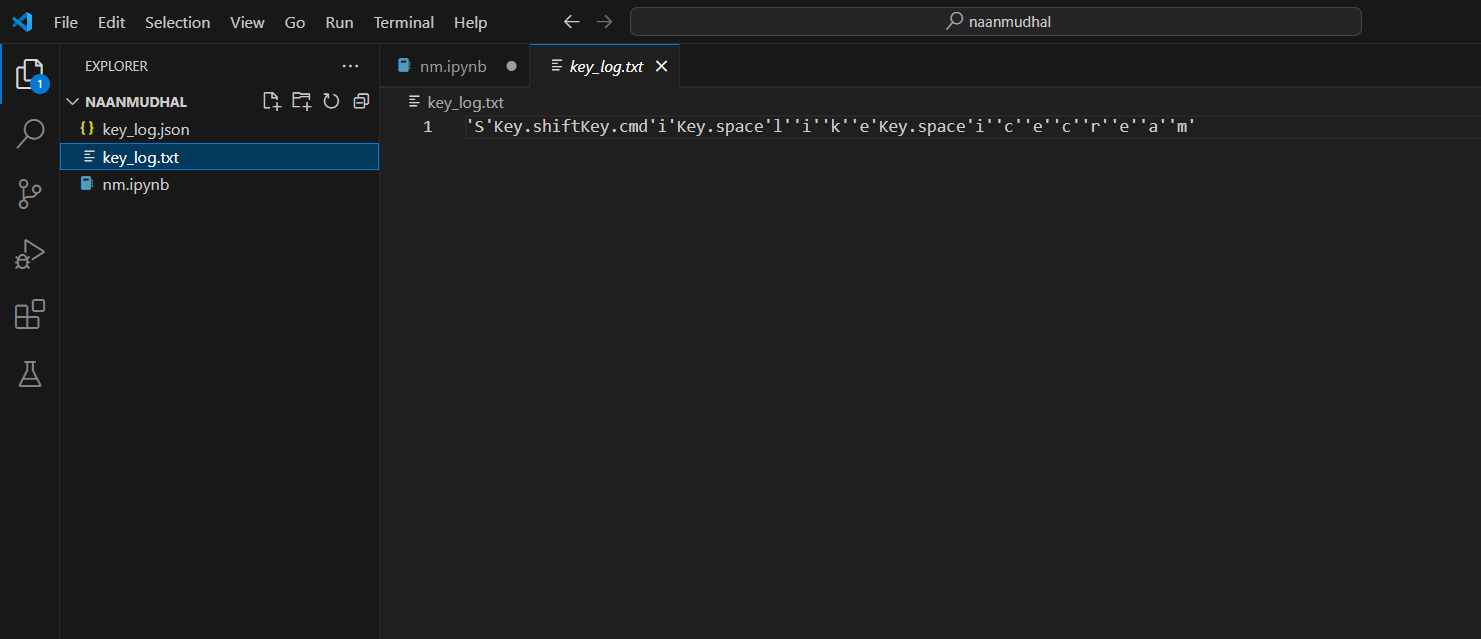 File Edit Selection View Go Run Terminal Help naanmudhal
EXPLORER ···
nm.ipynb
key_log.txt
NAANMUDHAL
key_log.txt
{} key_log.json
1 'S'Key.shiftKey.cmd'i'Key.space'l''i''k''e'Key.space'i''c''e''c''r''e''a''m'
key_log.txt
nm.ipynb
1